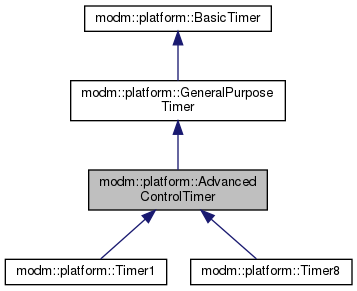 modm::platform::BasicTimer
modm::platform::GeneralPurpose
Timer
modm::platform::Advanced
ControlTimer
modm::platform::Timer1
modm::platform::Timer8